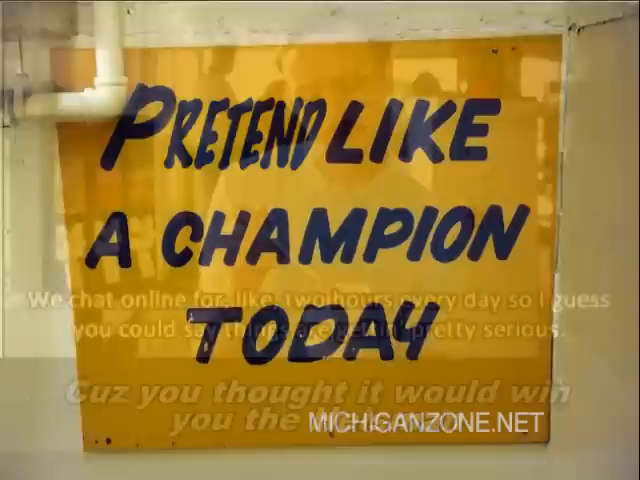 PRETEND LIKE
A CHAMPION
We chat online for, like, two hours every day so I guess
you could say things are gettin' pretty serious.
TODAY
Cuz you thought it would win
you the
MICHIGANZONE.NET